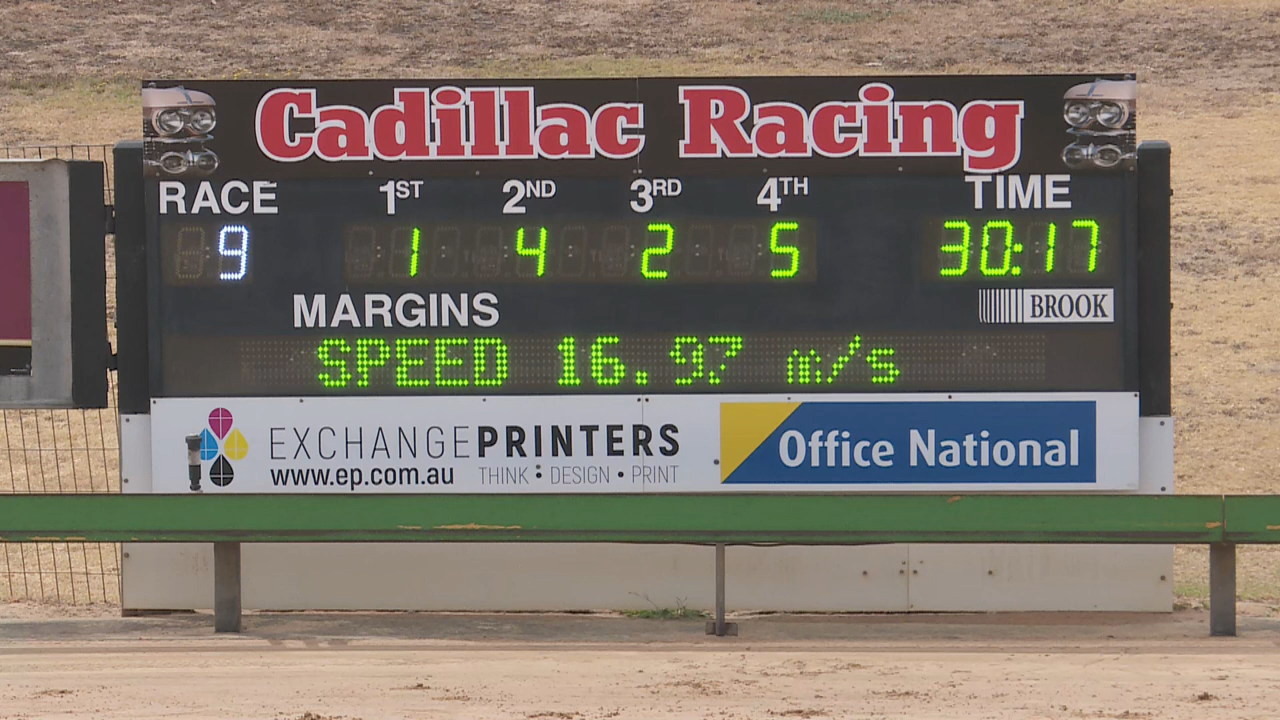 Cadillac Racing
RACE 1ST 2ND 3RD 4TH TIME
9 1 4 2 5 30:17
MARGINS
BROOK
SPEED 16.97 m/s
EXCHANGEPRINTERS
www.ep.com.au THINK • DESIGN • PRINT
Office National